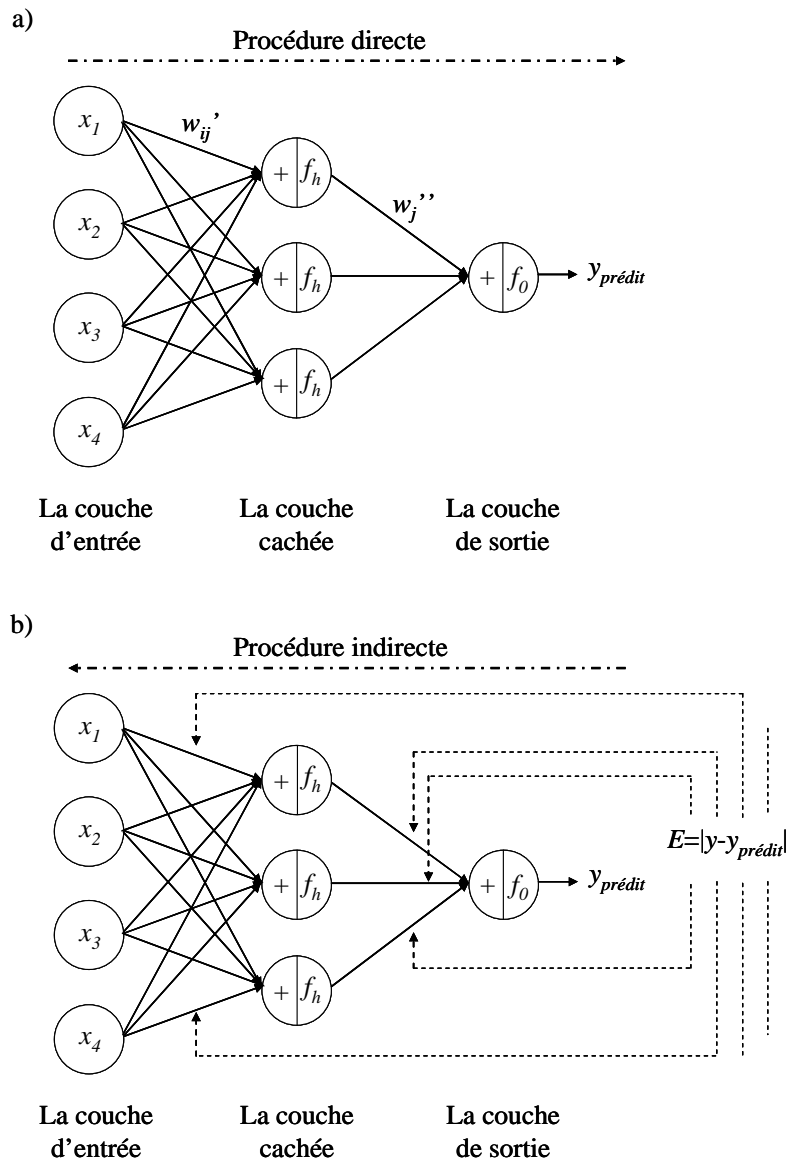 a)
Procédure directe
x1
wij’
+ fh
x2
wj’’
+ fh
+ f0
yprédit
x3
+ fh
x4
La couche d’entrée
La couche cachée
La couche de sortie
b)
Procédure indirecte
x1
+ fh
x2
E=|y-yprédit|
+ fh
+ f0
yprédit
x3
+ fh
x4
La couche d’entrée
La couche cachée
La couche de sortie